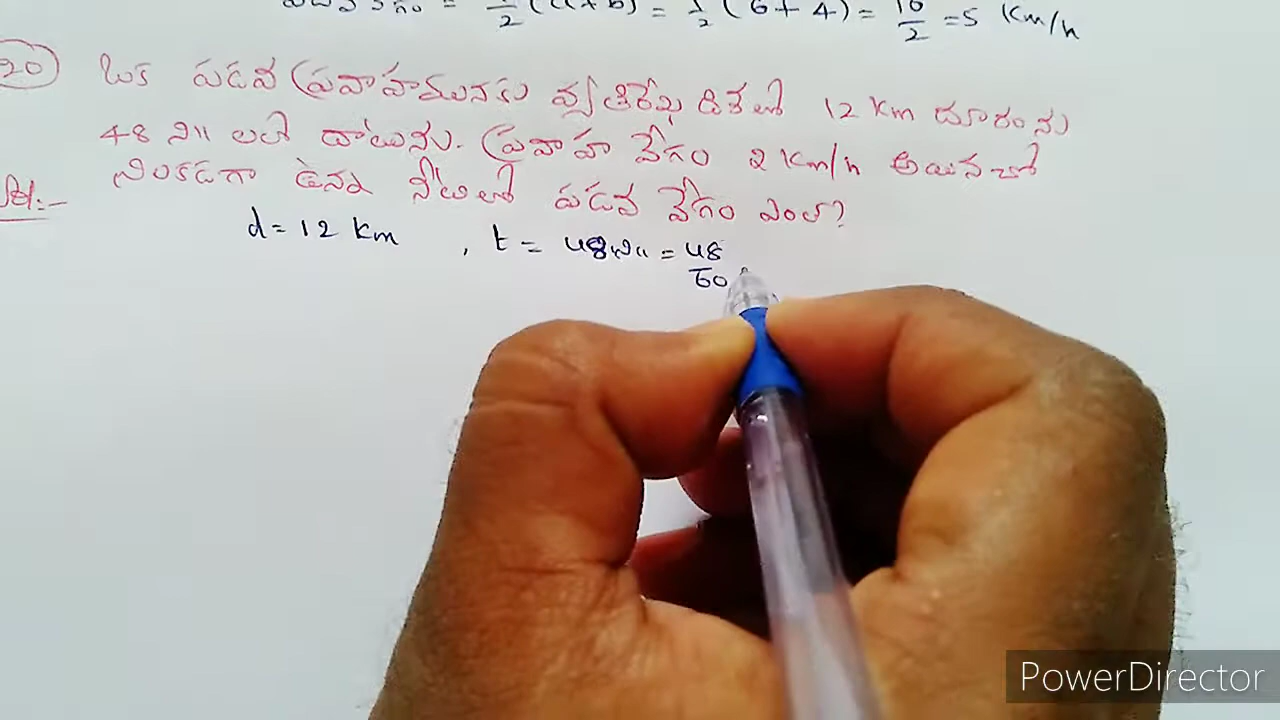 పడవ వేగం = 1/2 (a+b) = 1/2 (6+4) = 10/2 = 5 Km/h
20) ఒక పడవ ప్రవాహమునకు వ్యతిరేఖ దిశలో 12 Km దూరంను
48 ని॥లలో దాటును. ప్రవాహ వేగం 2 Km/h అయినచో
నిలకడగా ఉన్న నీటిలో పడవ వేగం ఎంత?
d = 12 Km , t = 48ని॥ = 48/60
PowerDirector